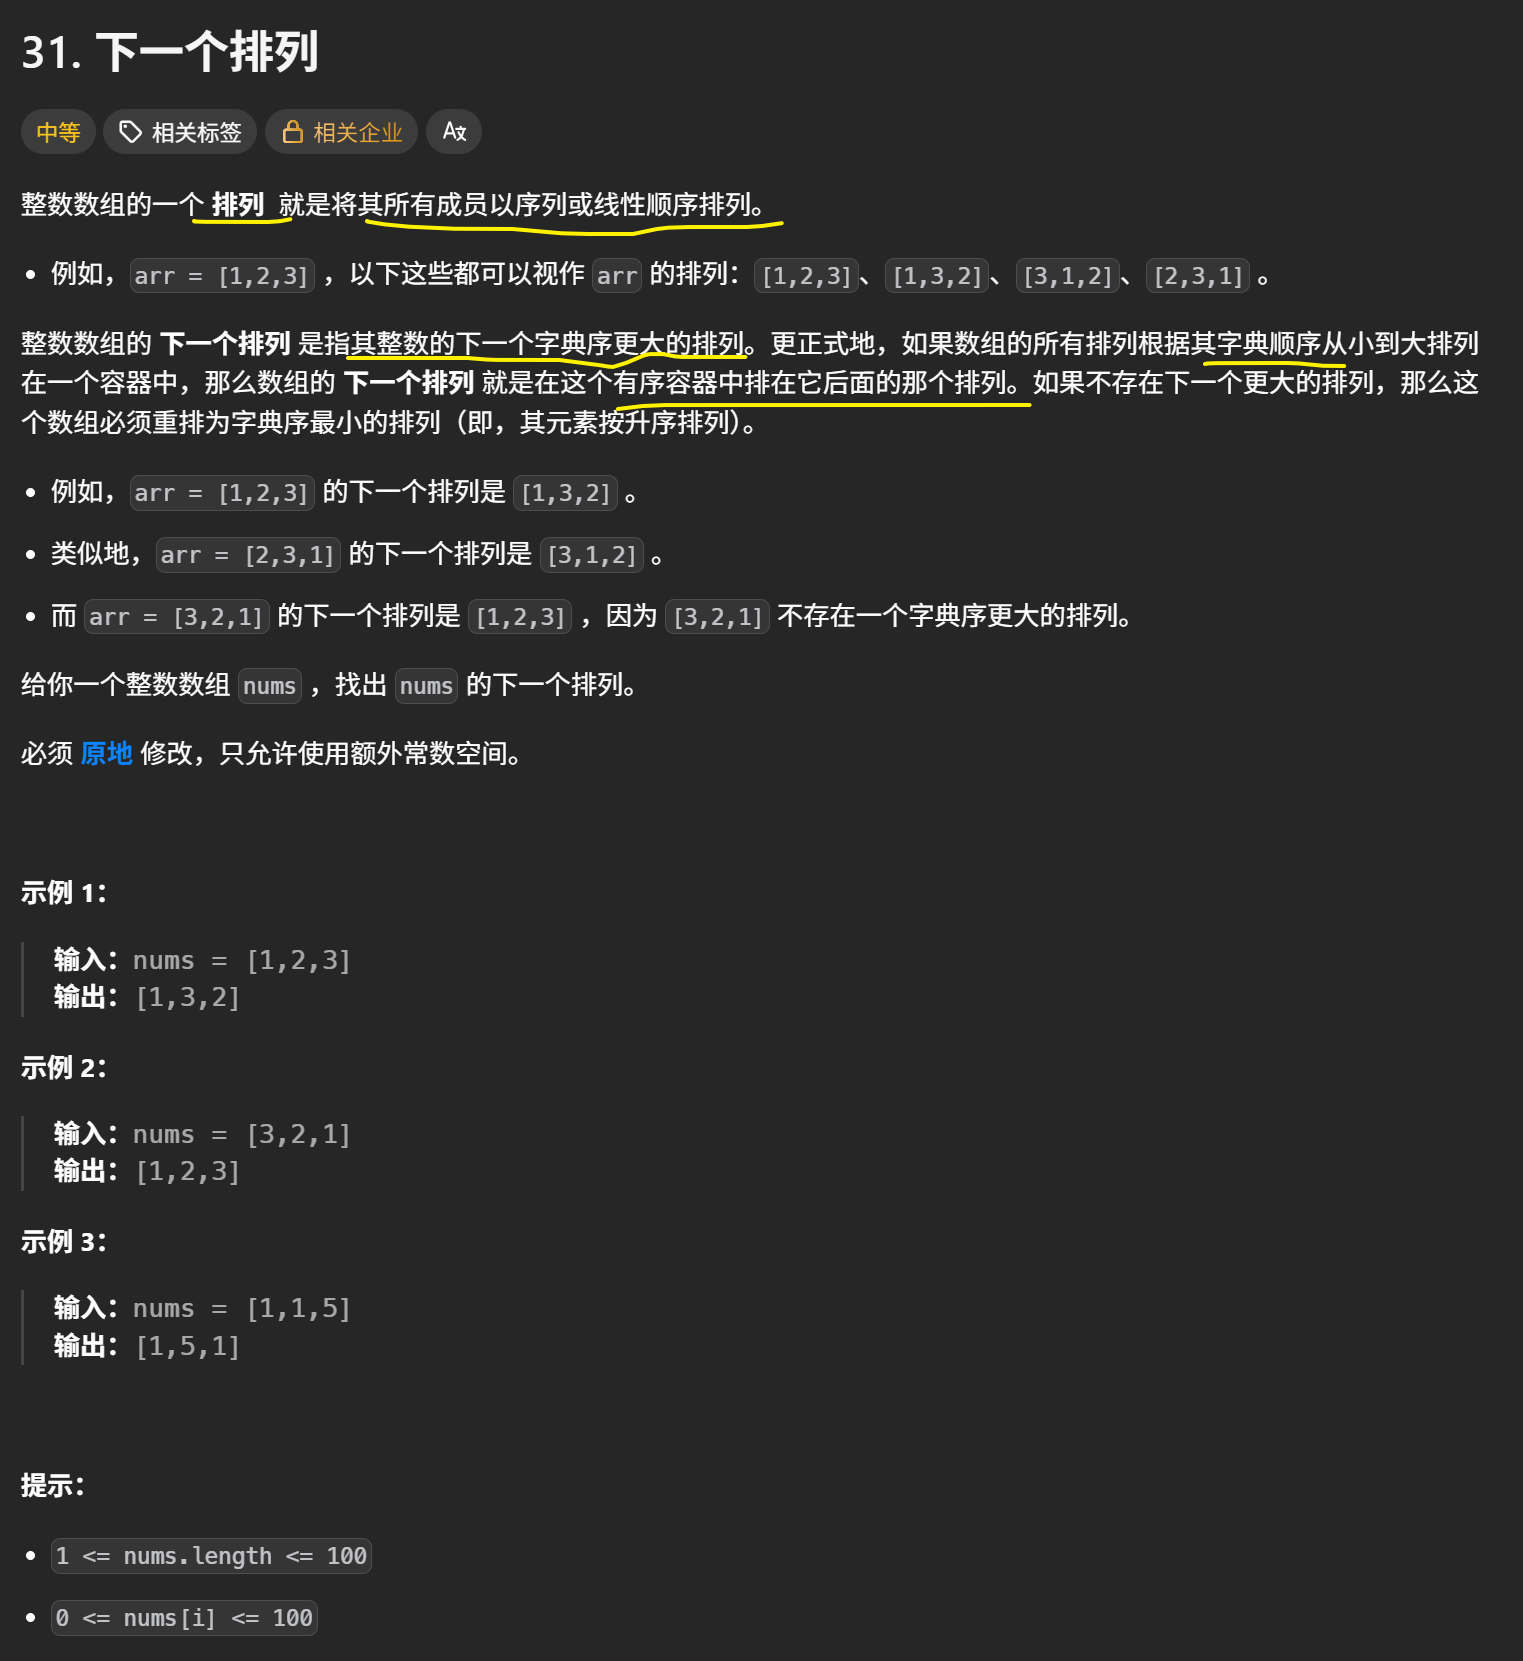 31. 下一个排列
中等 相关标签 相关企业
整数数组的一个 排列 就是将其所有成员以序列或线性顺序排列。
例如，arr = [1,2,3] ，以下这些都可以视作 arr 的排列：[1,2,3]、[1,3,2]、[3,1,2]、[2,3,1] 。
整数数组的 下一个排列 是指其整数的下一个字典序更大的排列。更正式地，如果数组的所有排列根据其字典顺序从小到大排列
在一个容器中，那么数组的 下一个排列 就是在这个有序容器中排在它后面的那个排列。如果不存在下一个更大的排列，那么这
个数组必须重排为字典序最小的排列（即，其元素按升序排列）。
例如，arr = [1,2,3] 的下一个排列是 [1,3,2] 。
类似地，arr = [2,3,1] 的下一个排列是 [3,1,2] 。
而 arr = [3,2,1] 的下一个排列是 [1,2,3] ，因为 [3,2,1] 不存在一个字典序更大的排列。
给你一个整数数组 nums ，找出 nums 的下一个排列。
必须 原地 修改，只允许使用额外常数空间。
示例 1：
输入：nums = [1,2,3]
输出：[1,3,2]
示例 2：
输入：nums = [3,2,1]
输出：[1,2,3]
示例 3：
输入：nums = [1,1,5]
输出：[1,5,1]
提示：
1 <= nums.length <= 100
0 <= nums[i] <= 100